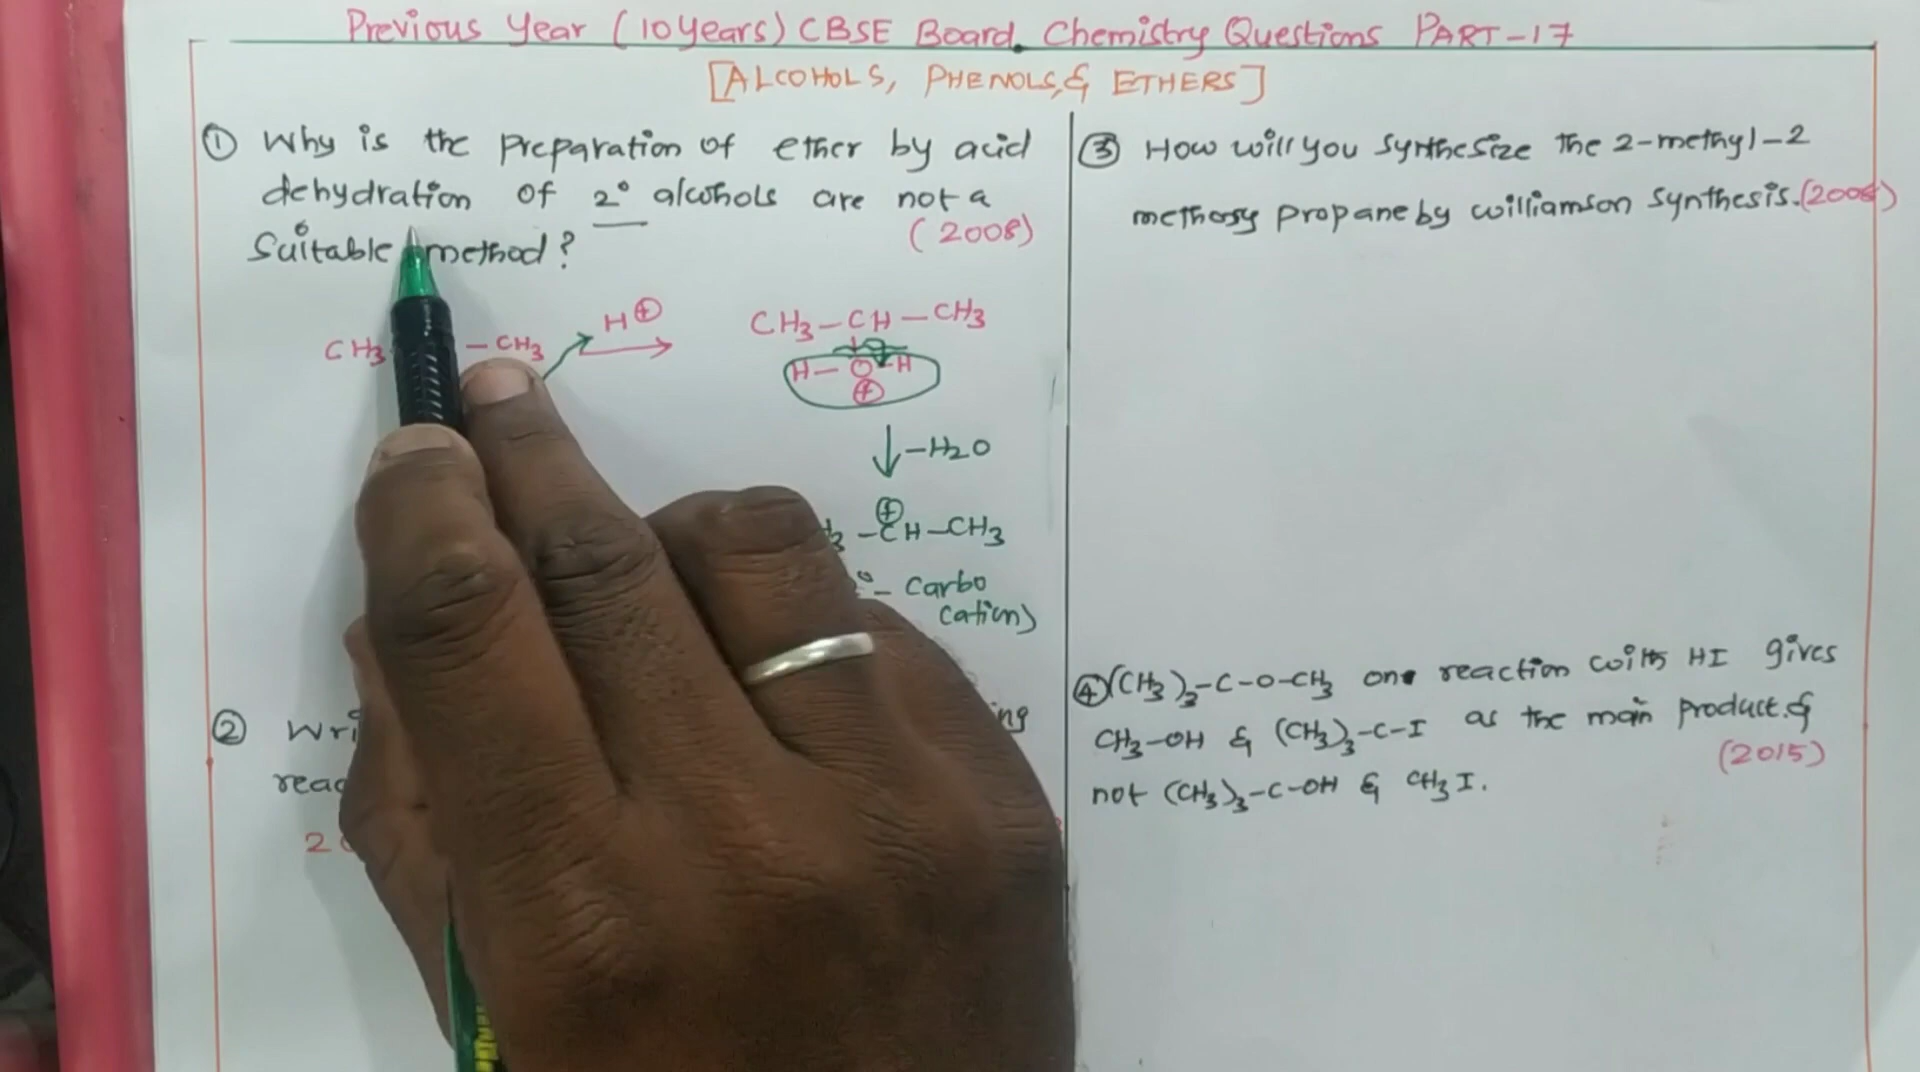 Previous Year (10 Years) CBSE Board Chemistry Questions PART-17
[ALCOHOLS, PHENOLS, & ETHERS]
① Why is the preparation of ether by acid
dehydration of 2° alcohols are not a
Suitable method? (2008)
CH3 -CH3 H⊕ CH3-CH-CH3
H-O-H
⊕
-H2O
⊕
3 -CH-CH3
°- Carbo
cation)
② Wri ing
reac
2
③ How will you synthesize the 2-methyl-2
methoxy propane by williamson synthesis.
④ (CH3)3-C-O-CH3 on reaction with HI gives
CH3-OH & (CH3)3-C-I as the main product &
(2015)
not (CH3)3-C-OH & CH3I.